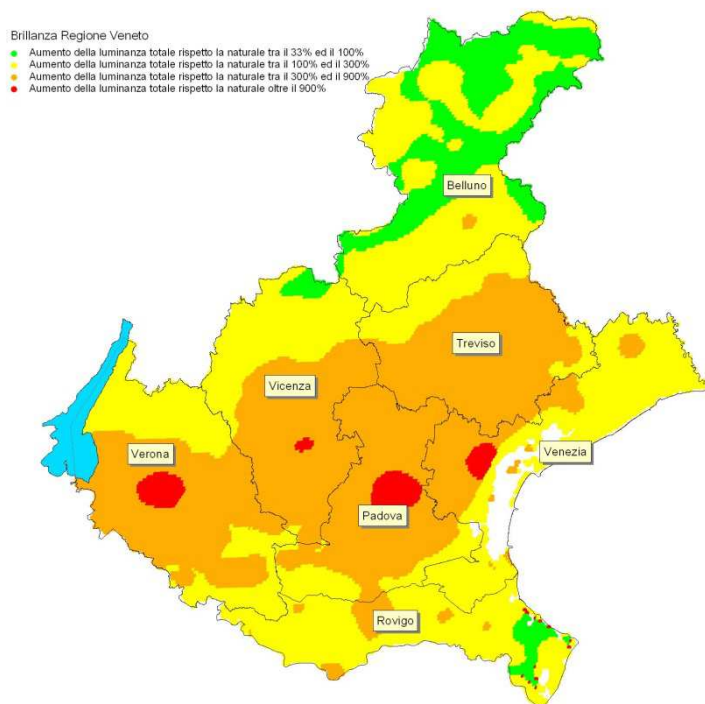 Brillanza Regione Veneto
Aumento della luminanza totale rispetto la naturale tra il 33% ed il 100%
Aumento della luminanza totale rispetto la naturale tra il 100% ed il 300%
Aumento della luminanza totale rispetto la naturale tra il 300% ed il 900%
Aumento della luminanza totale rispetto la naturale oltre il 900%
Belluno
Treviso
Vicenza
Verona
Venezia
Padova
Rovigo